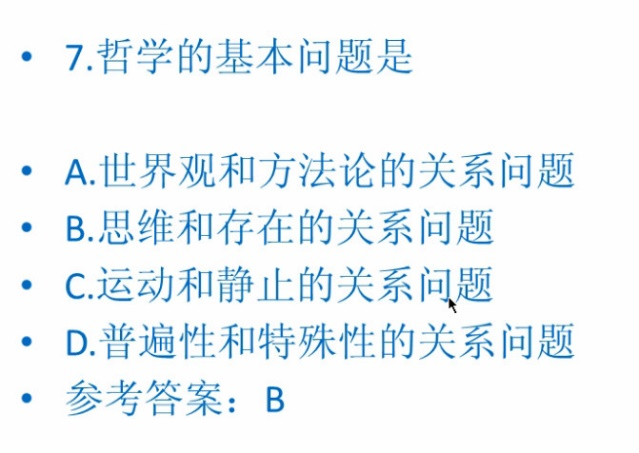 • 7.哲学的基本问题是
• A.世界观和方法论的关系问题
• B.思维和存在的关系问题
• C.运动和静止的关系问题
• D.普遍性和特殊性的关系问题
• 参考答案：B